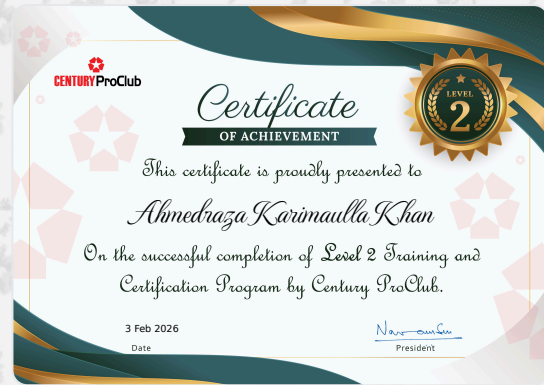 CENTURY ProClub
Certificate
OF ACHIEVEMENT
LEVEL
2
This certificate is proudly presented to
Ahmedraza Karimaulla Khan
On the successful completion of Level 2 Training and
Certification Program by Century ProClub.
3 Feb 2026
Date
President